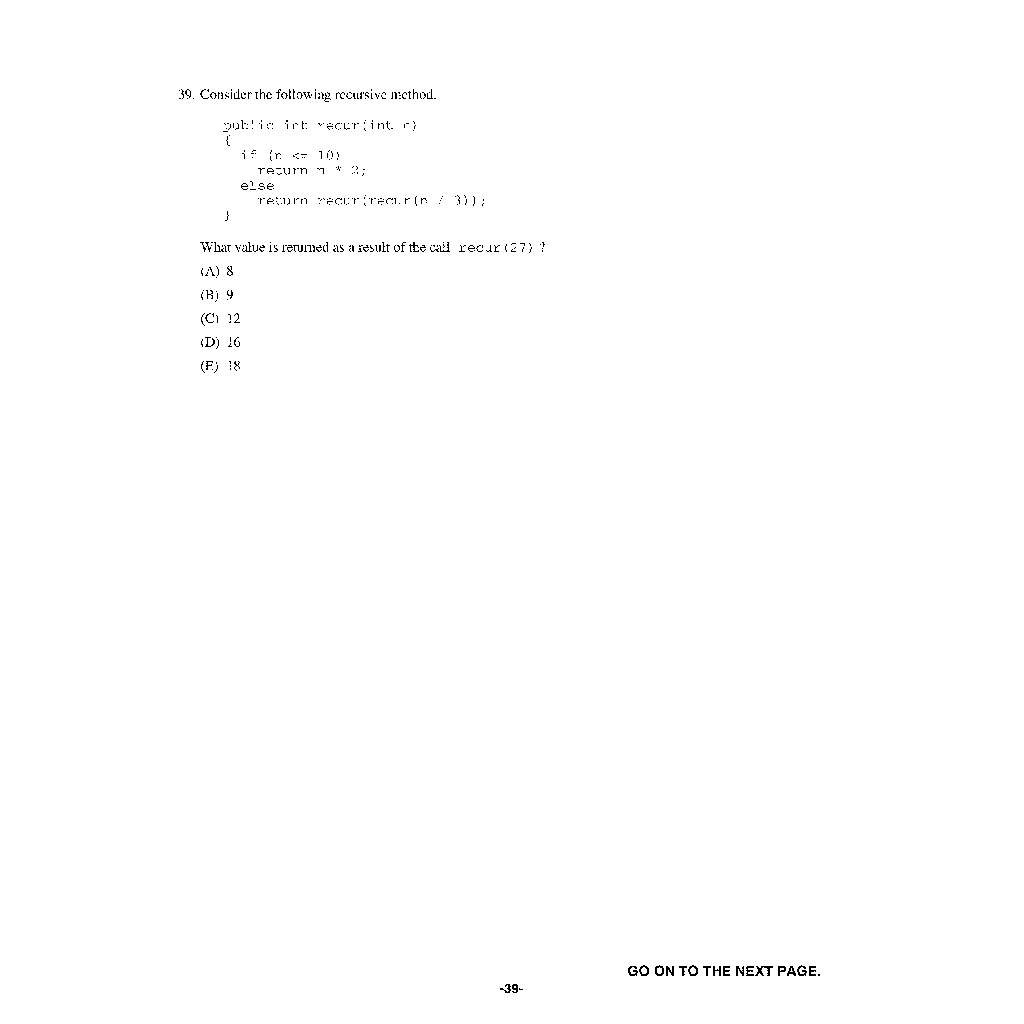 39. Consider the following recursive method.
public int recur(int n)
{
if (n <= 10)
return n * 2;
else
return recur(recur(n / 3));
}
What value is returned as a result of the call recur(27) ?
(A) 8
(B) 9
(C) 12
(D) 16
(E) 18
GO ON TO THE NEXT PAGE.
-39-